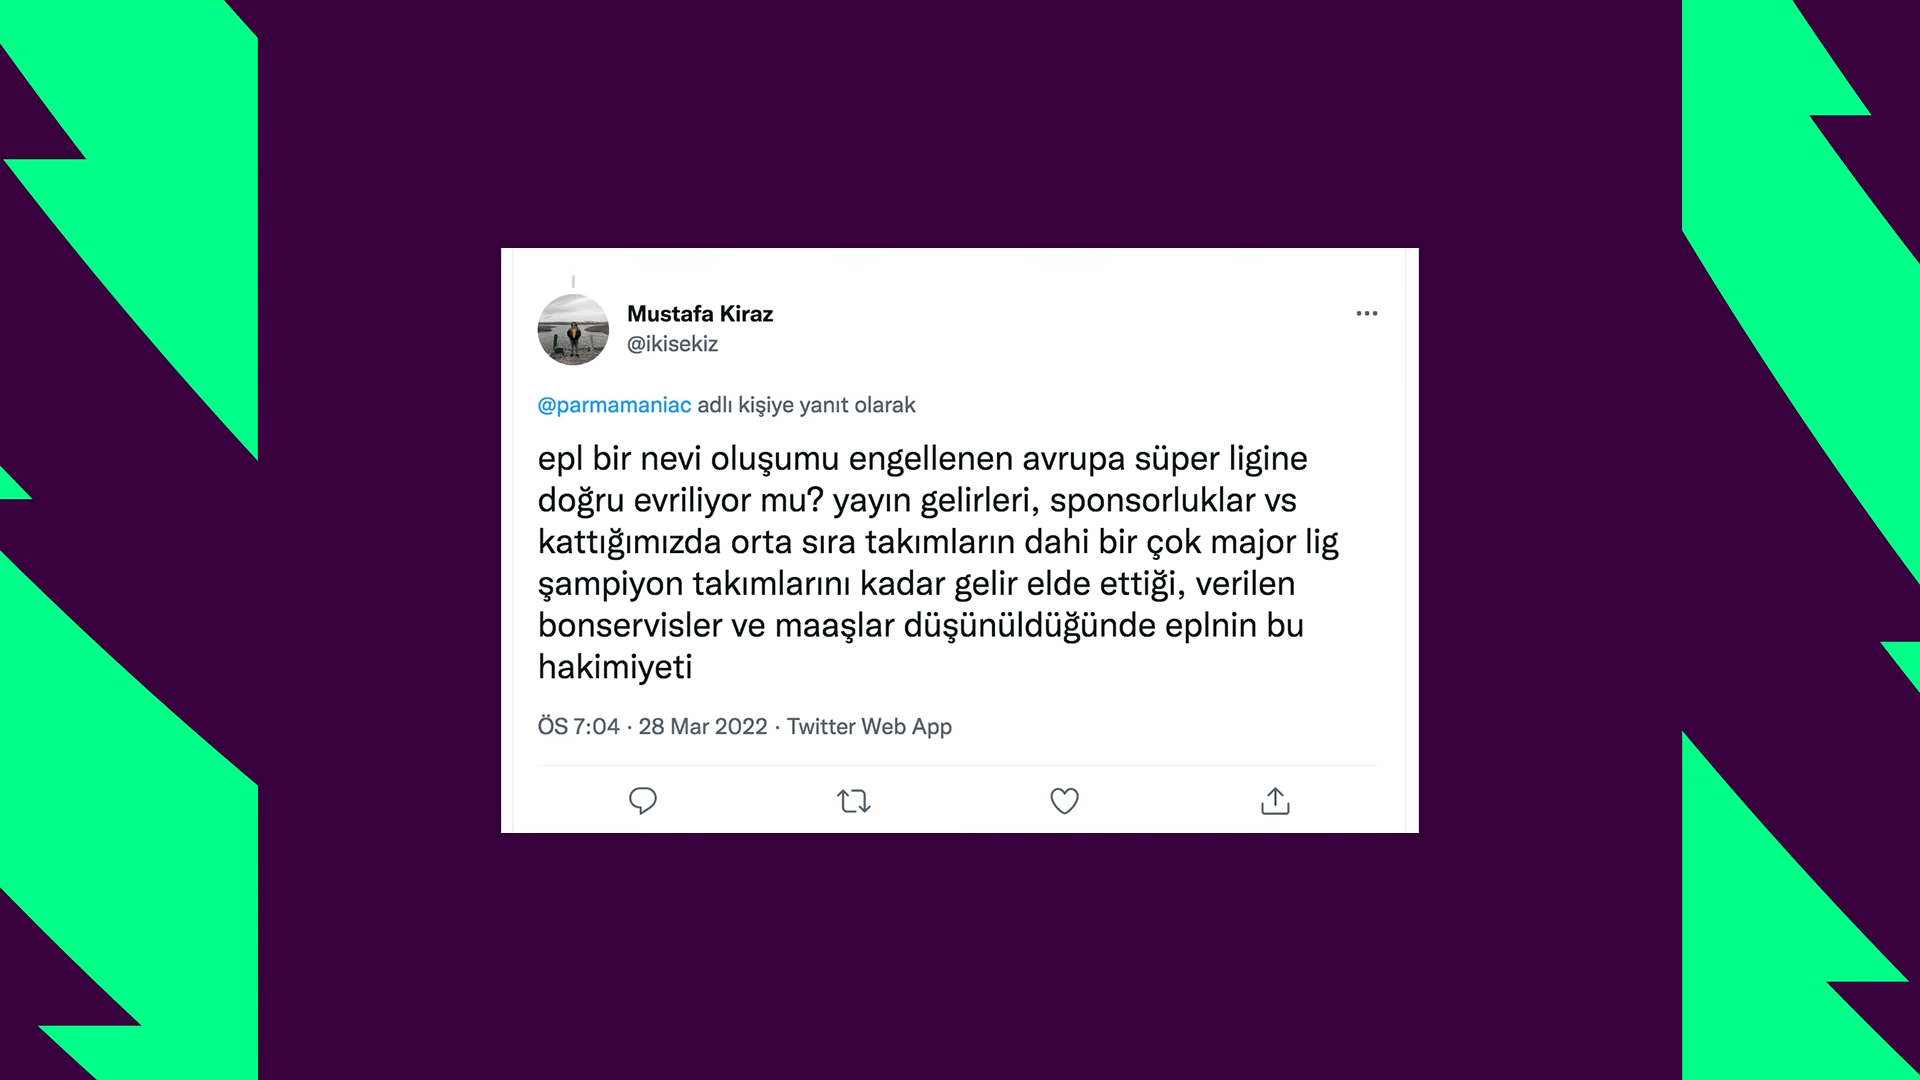 Mustafa Kiraz
@ikisekiz
@parmamaniac adlı kişiye yanıt olarak
epl bir nevi oluşumu engellenen avrupa süper ligine
doğru evriliyor mu? yayın gelirleri, sponsorluklar vs
kattığımızda orta sıra takımların dahi bir çok major lig
şampiyon takımlarını kadar gelir elde ettiği, verilen
bonservisler ve maaşlar düşünüldüğünde eplnin bu
hakimiyeti
ÖS 7:04 · 28 Mar 2022 · Twitter Web App